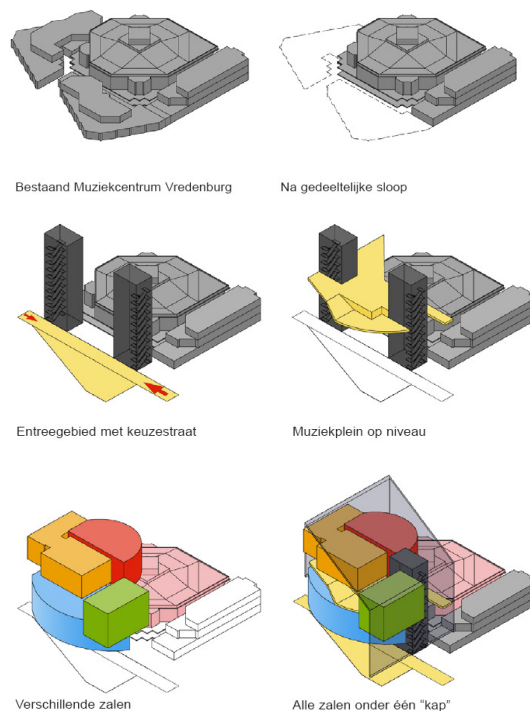 Bestaand Muziekcentrum Vredenburg
Na gedeeltelijke sloop
Entreegebied met keuzestraat
Muziekplein op niveau
Verschillende zalen
Alle zalen onder één “kap”